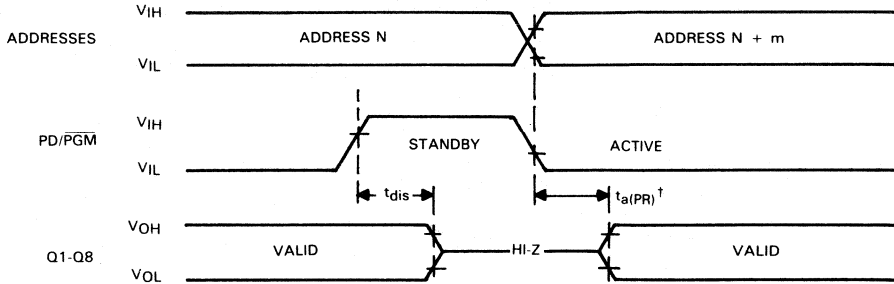 VIH
ADDRESSES ADDRESS N ADDRESS N + m
VIL
VIH
PD/PGM STANDBY ACTIVE
VIL
tdis ta(PR)†
VOH
Q1-Q8 VALID HI-Z VALID
VOL